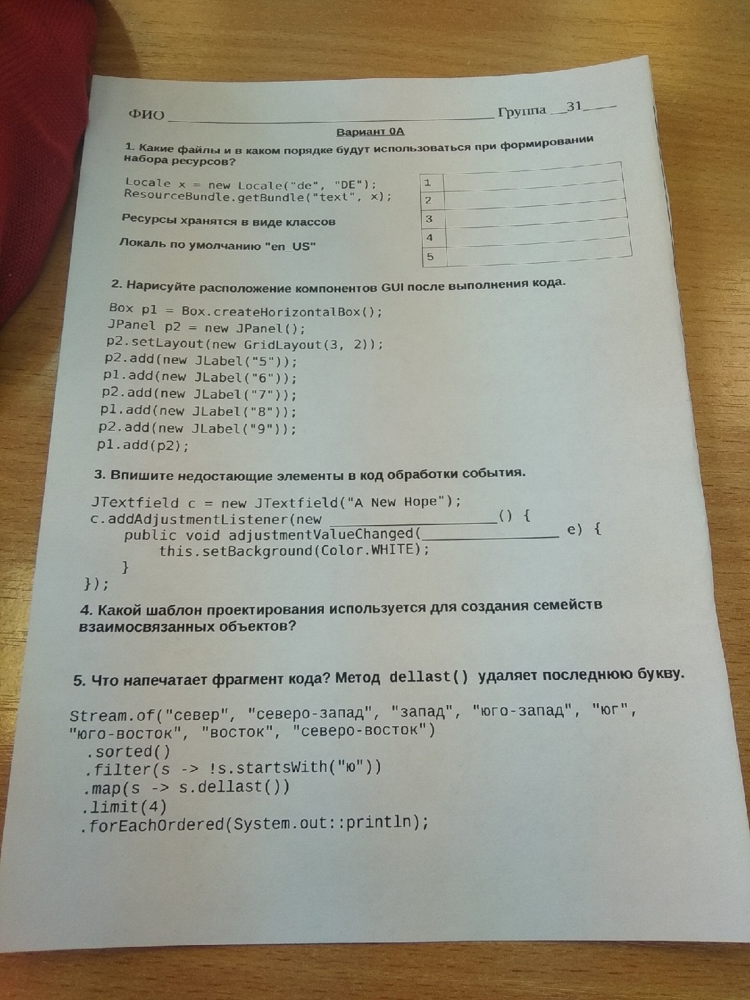 ФИО ____________________ Группа __31____
Вариант 0А
1. Какие файлы и в каком порядке будут использоваться при формировании
набора ресурсов?
Locale x = new Locale("de", "DE");
ResourceBundle.getBundle("text", x);
Ресурсы хранятся в виде классов
Локаль по умолчанию "en_US"
1
2
3
4
5
2. Нарисуйте расположение компонентов GUI после выполнения кода.
Box p1 = Box.createHorizontalBox();
JPanel p2 = new JPanel();
p2.setLayout(new GridLayout(3, 2));
p2.add(new JLabel("5"));
p1.add(new JLabel("6"));
p2.add(new JLabel("7"));
p1.add(new JLabel("8"));
p2.add(new JLabel("9"));
p1.add(p2);
3. Впишите недостающие элементы в код обработки события.
JTextfield c = new JTextfield("A New Hope");
c.addAdjustmentListener(new ____________________() {
public void adjustmentValueChanged(________________ e) {
this.setBackground(Color.WHITE);
}
});
4. Какой шаблон проектирования используется для создания семейств
взаимосвязанных объектов?
5. Что напечатает фрагмент кода? Метод dellast() удаляет последнюю букву.
Stream.of("север", "северо-запад", "запад", "юго-запад", "юг",
"юго-восток", "восток", "северо-восток")
.sorted()
.filter(s -> !s.startsWith("ю"))
.map(s -> s.dellast())
.limit(4)
.forEachOrdered(System.out::println);